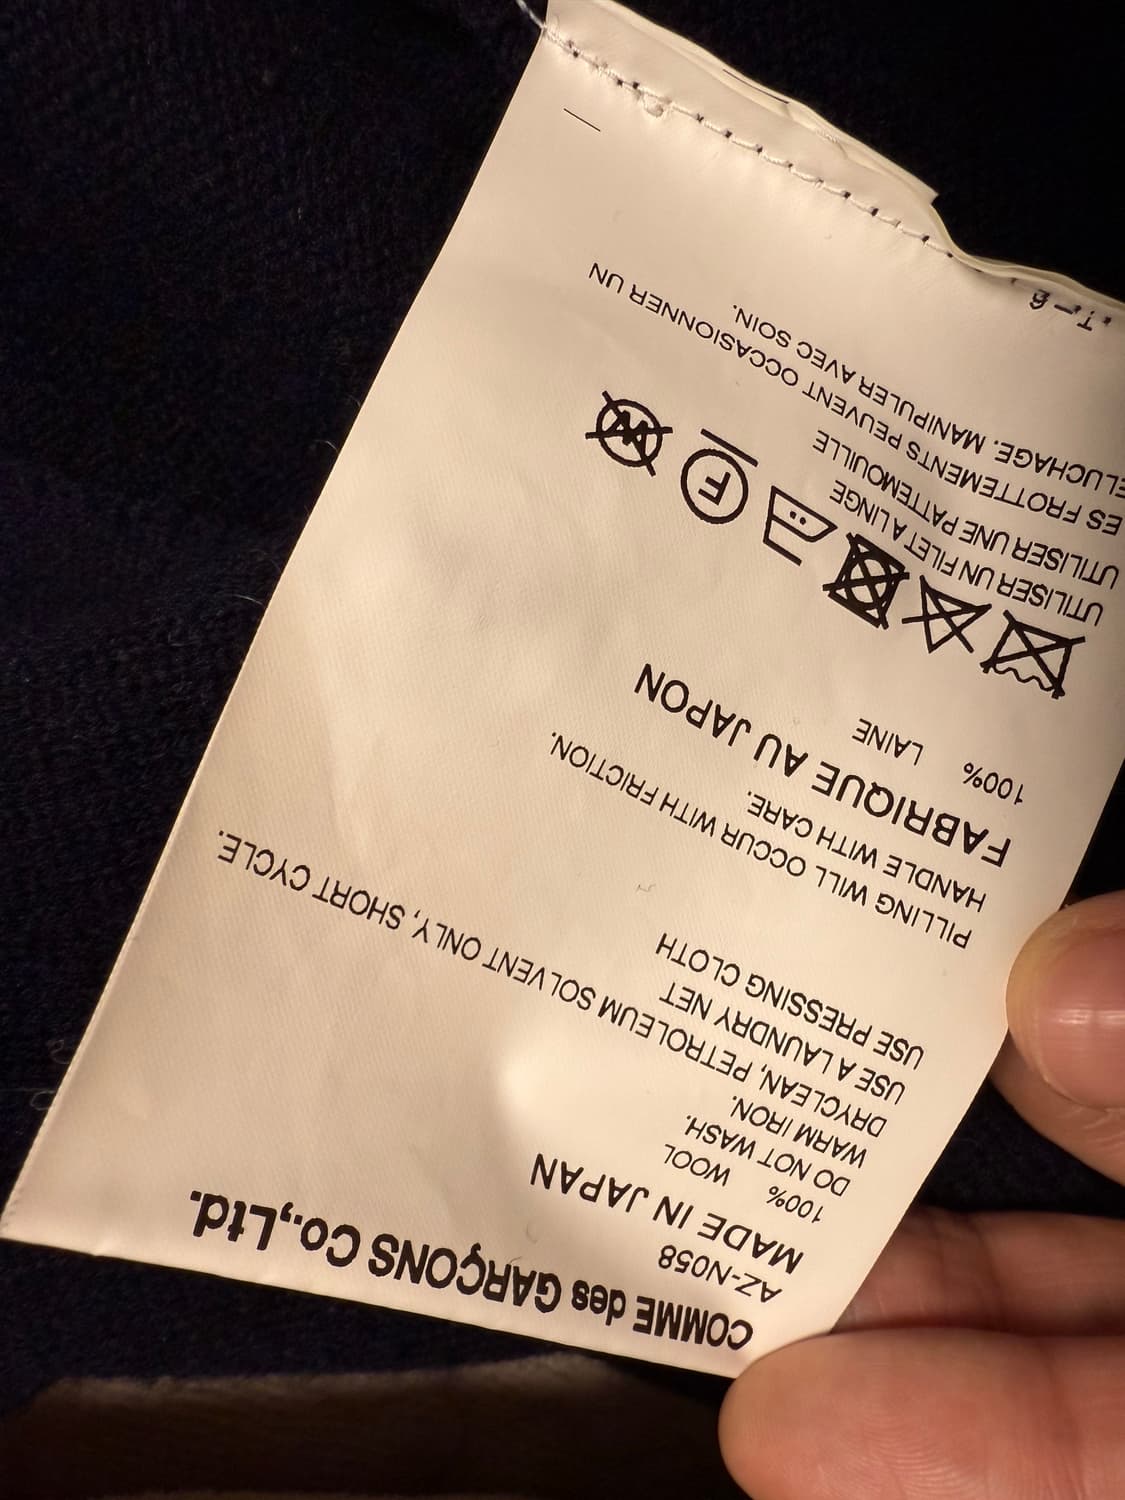 COMME des GARÇONS Co.,Ltd.
AZ-N058
MADE IN JAPAN
100% WOOL
DO NOT WASH.
WARM IRON.
DRYCLEAN, PETROLEUM SOLVENT ONLY, SHORT CYCLE.
USE A LAUNDRY NET
USE PRESSING CLOTH
PILLING WILL OCCUR WITH FRICTION.
HANDLE WITH CARE.
FABRIQUE AU JAPON
100% LAINE
F
W
UTILISER UN FILET A LINGE
UTILISER UNE PATTEMOUILLE
ES FROTTEMENTS PEUVENT OCCASIONNER UN
ELUCHAGE. MANIPULER AVEC SOIN.